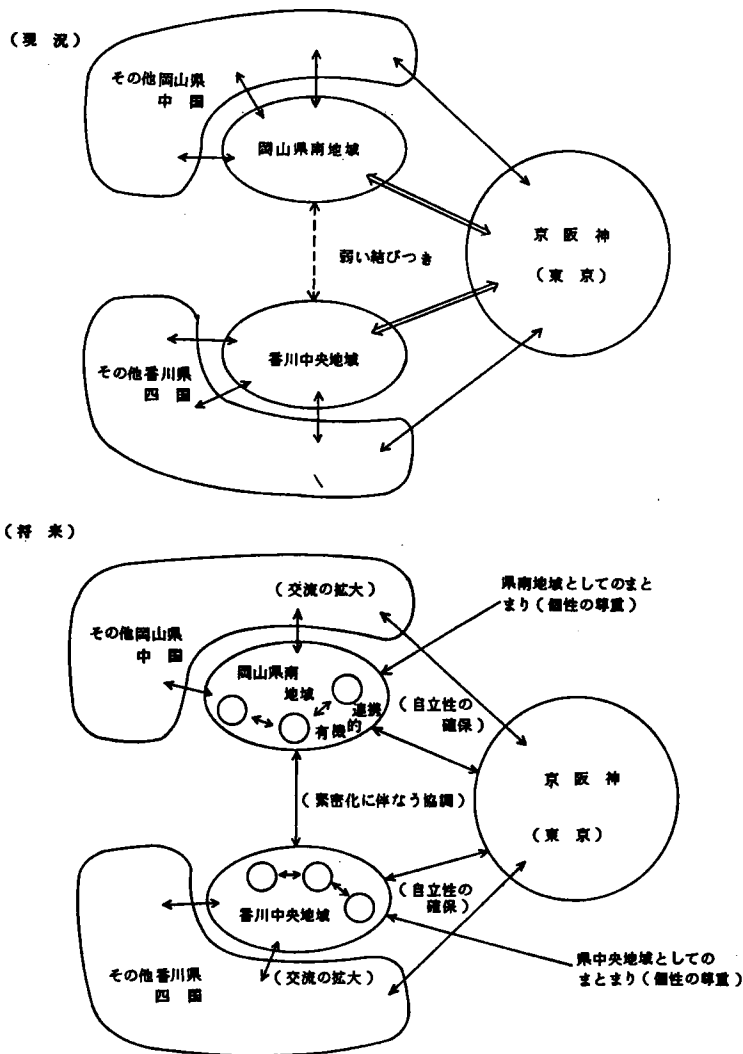 (現 況)
その他岡山県
中 国
岡山県南地域
京 阪 神
(東 京)
弱い結びつき
香川中央地域
その他香川県
四 国
(将 来)
(交流の拡大)
県南地域としてのまと
まり(個性の尊重)
その他岡山県
中 国
岡山県南
地域
連携
有機的
(自立性の
確保)
京 阪 神
(東 京)
(緊密化に伴なう協調)
(自立性の
確保)
香川中央地域
県中央地域としての
まとまり(個性の尊重)
その他香川県
四 国
(交流の拡大)